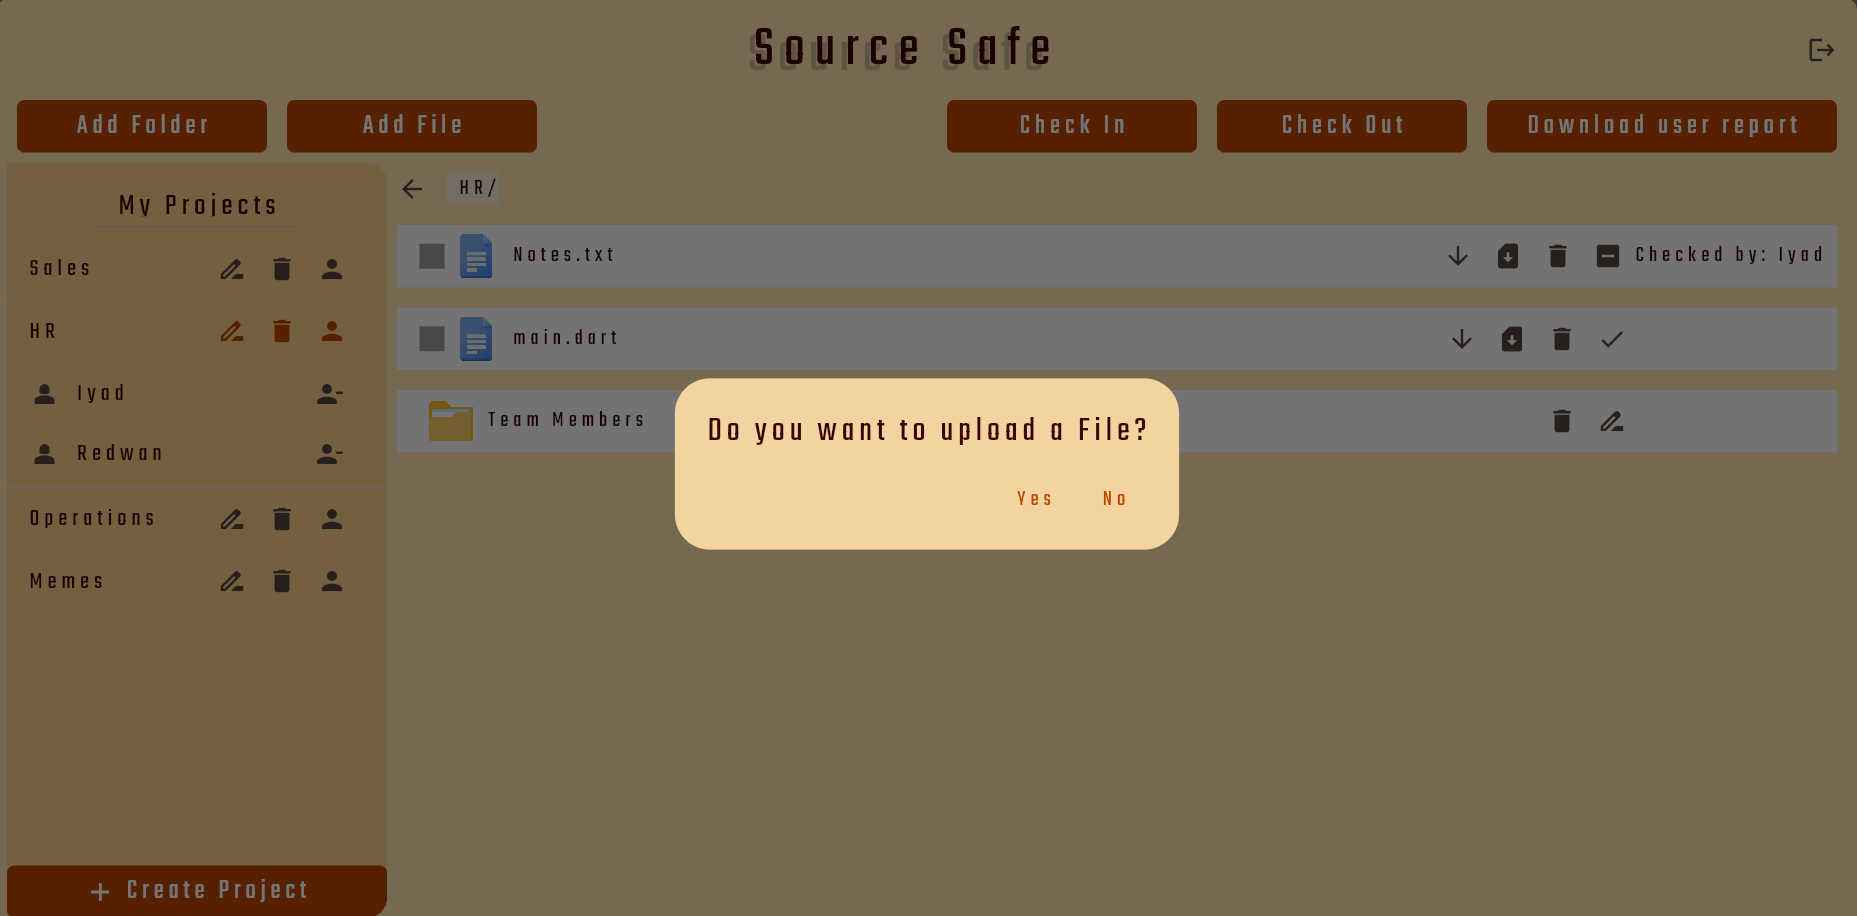 Source Safe
Add Folder
Add File
Check In
Check Out
Download user report
My Projects
Sales
HR
Iyad
Redwan
Operations
Memes
+ Create Project
HR/
Notes.txt
Checked by: Iyad
main.dart
Team Members
Do you want to upload a File?
Yes
No